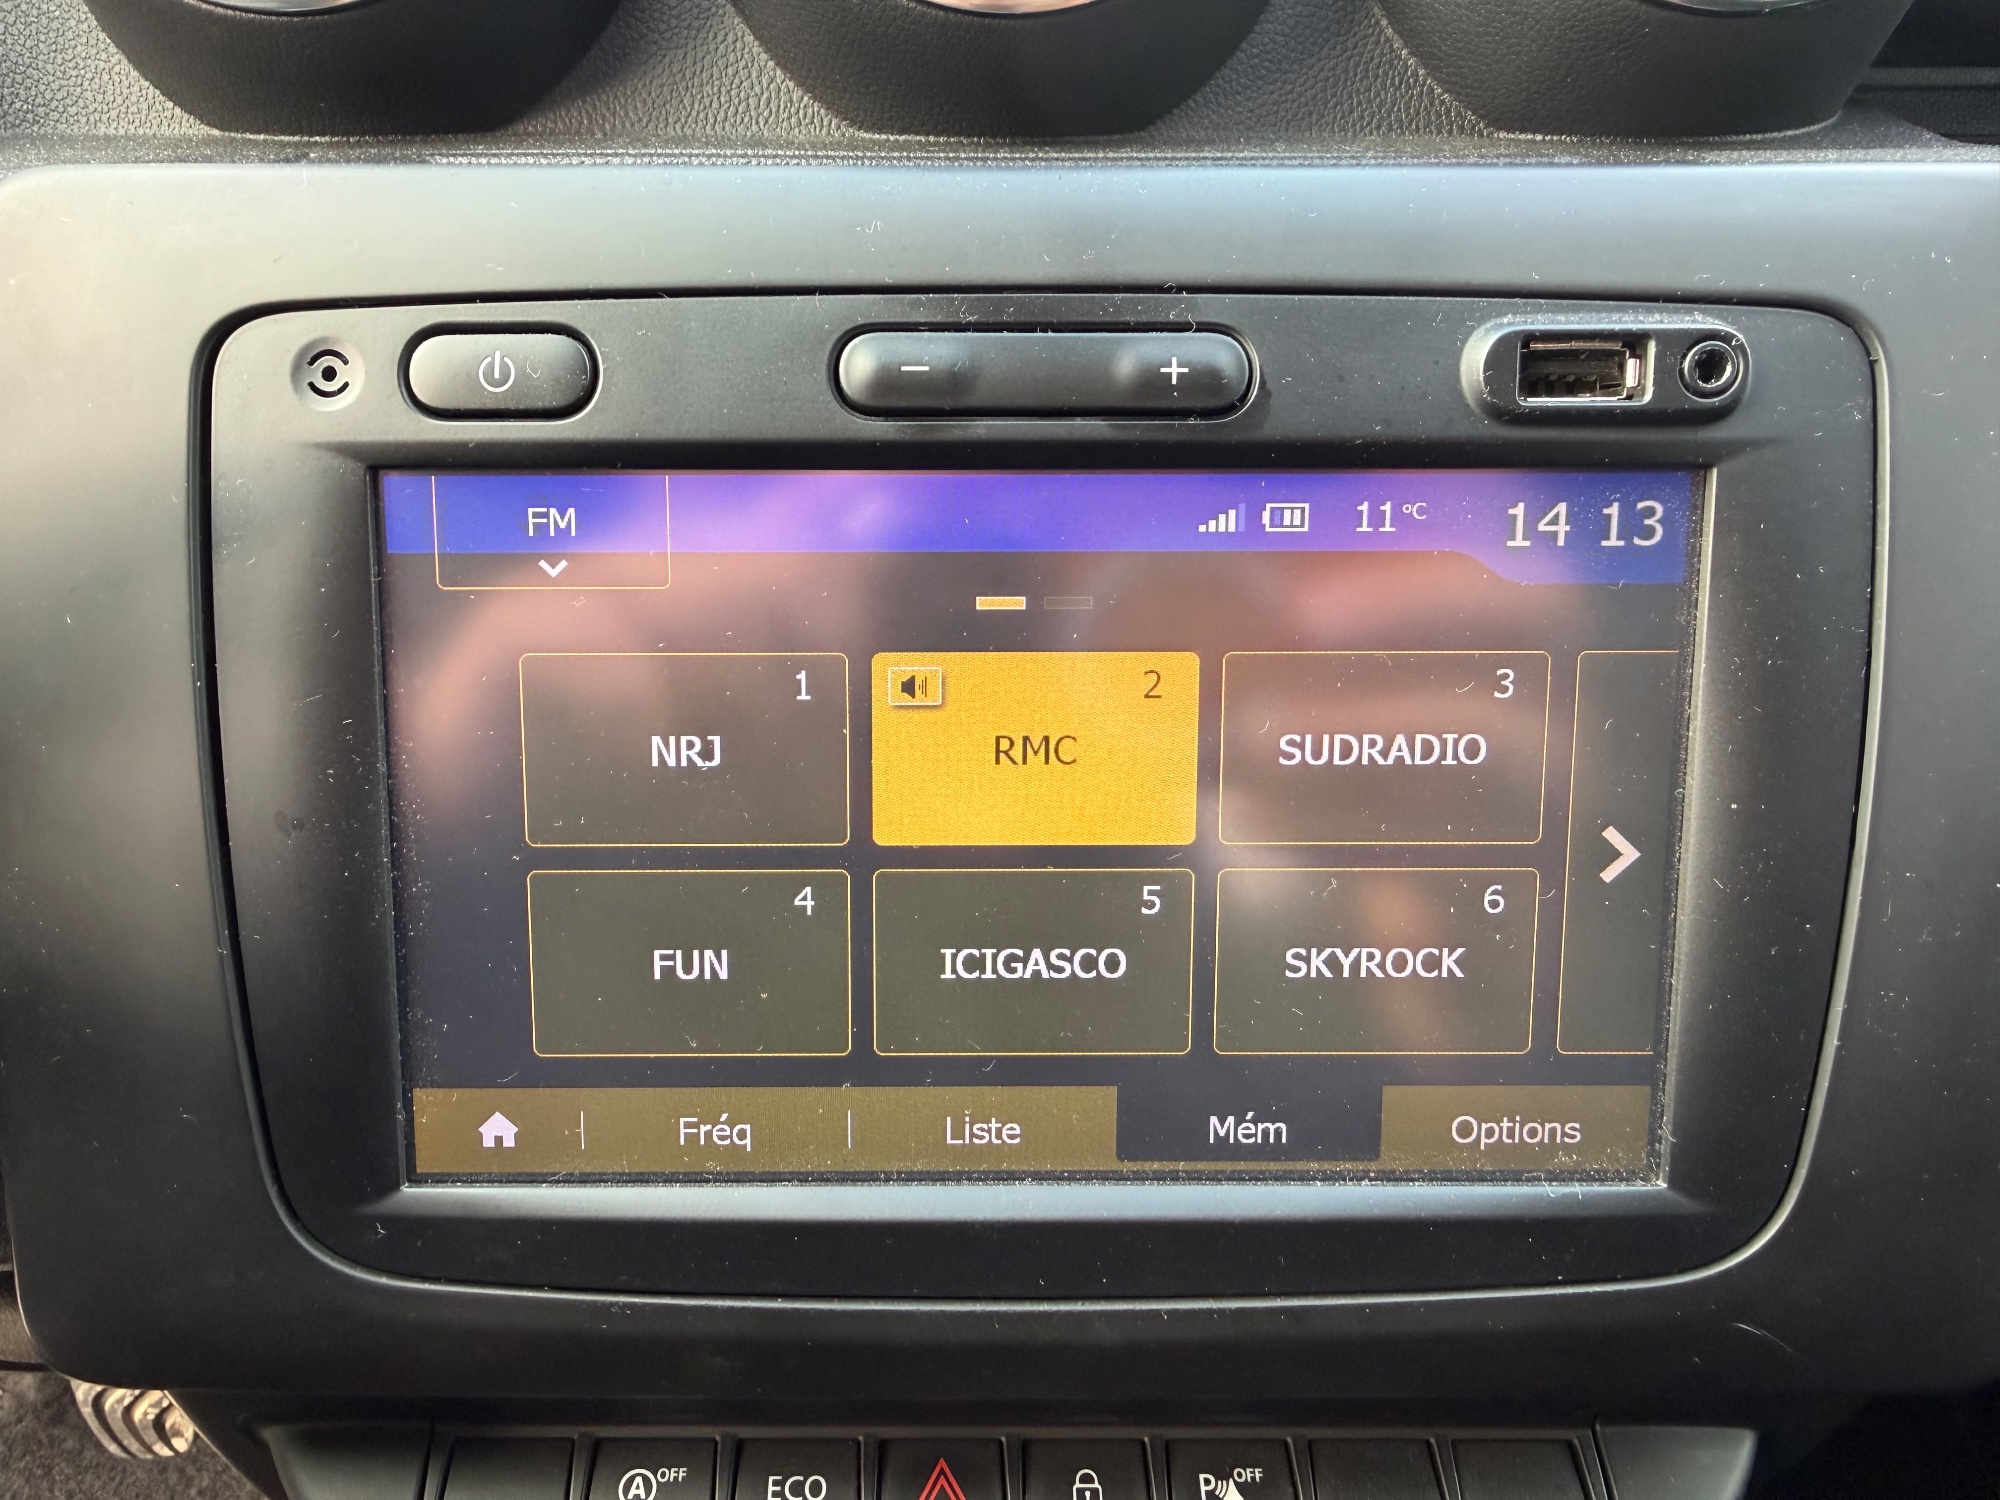 FM
11°C
14 13
1
NRJ
2
RMC
3
SUDRADIO
4
FUN
5
ICIGASCO
6
SKYROCK
Fréq
Liste
Mém
Options
A OFF
ECO
P OFF